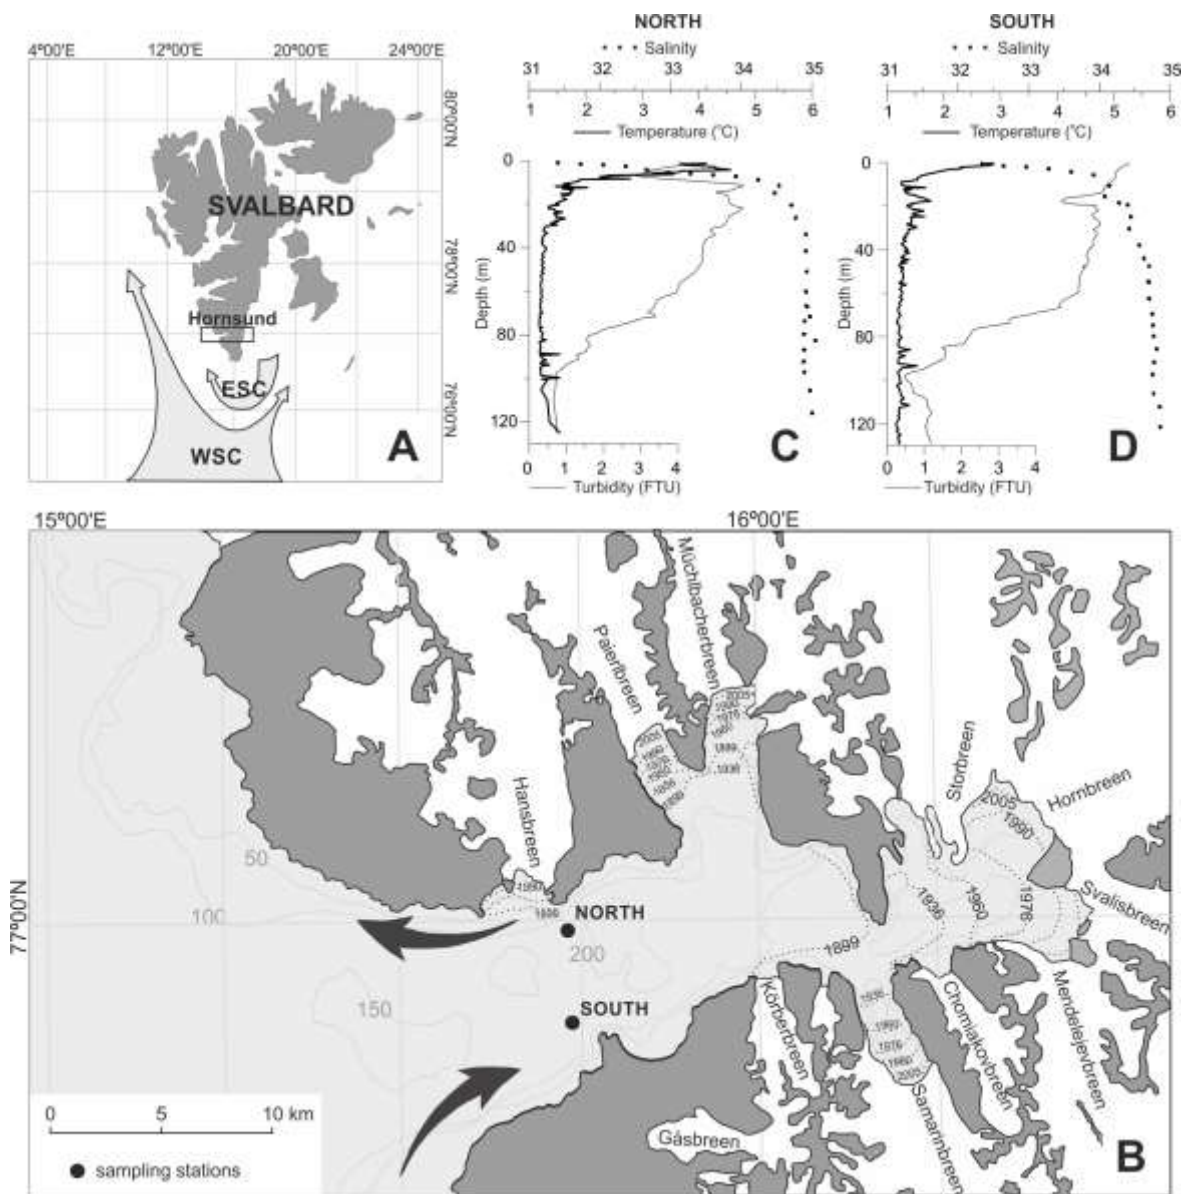 4°00'E 12°00'E 20°00'E 24°00'E
80°00'N
78°00'N
76°00'N
SVALBARD
Hornsund
ESC
WSC
A
NORTH
Salinity
31 32 33 34 35
1 2 3 4 5 6
Temperature (°C)
0
40
80
120
Depth (m)
C
0 1 2 3 4
Turbidity (FTU)
SOUTH
Salinity
31 32 33 34 35
1 2 3 4 5 6
Temperature (°C)
0
40
80
120
Depth (m)
D
0 1 2 3 4
Turbidity (FTU)
15°00'E 16°00'E
77°00'N
Hansbreen
Paierlbreen
Müchlbacherbreen
Storbreen
Hornbreen
Svalisbreen
Mendelejevbreen
Chomiakovbreen
Samarinbreen
Körberbreen
Gåsbreen
2005
1990
1976
1960
1936
1899
50
100
150
200
NORTH
SOUTH
0 5 10 km
sampling stations
B